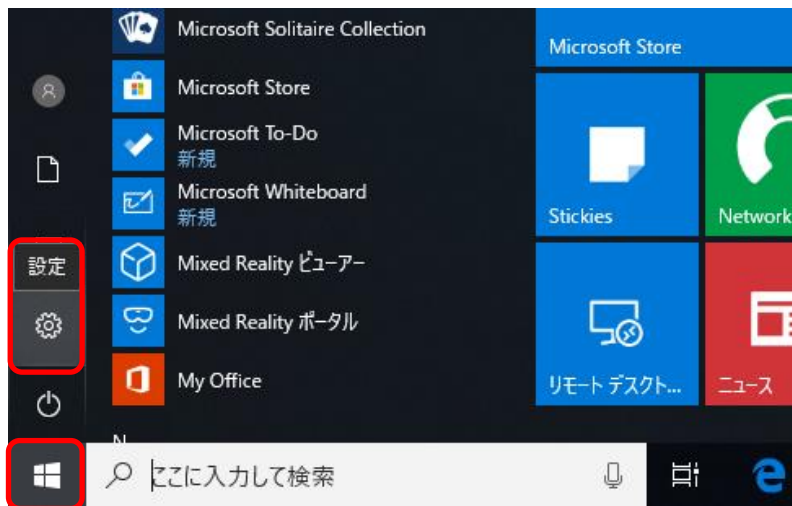 Microsoft Solitaire Collection
Microsoft Store
Microsoft To-Do
新規
Microsoft Whiteboard
新規
Mixed Reality ビューアー
Mixed Reality ポータル
My Office
N
Microsoft Store
Stickies
Network
リモート デスクト...
ニュース
設定
ここに入力して検索